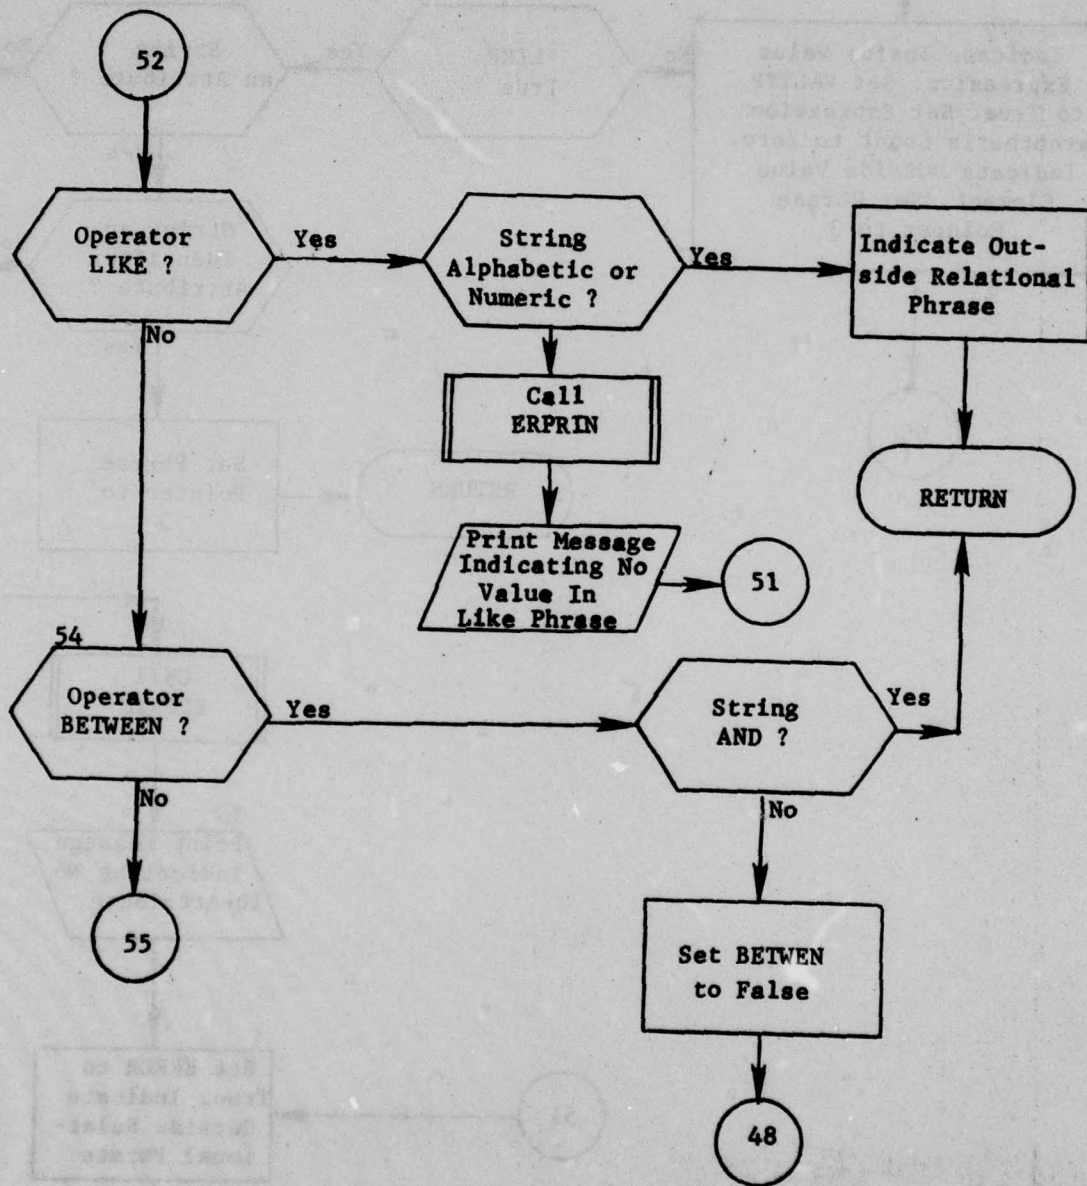 52
Operator
LIKE ?
Yes
No
String
Alphabetic or
Numeric ?
Yes
Indicate Out-
side Relational
Phrase
Call
ERPRIN
RETURN
Print Message
Indicating No
Value In
Like Phrase
51
54
Operator
BETWEEN ?
Yes
No
String
AND ?
Yes
No
55
Set BETWEN
to False
48